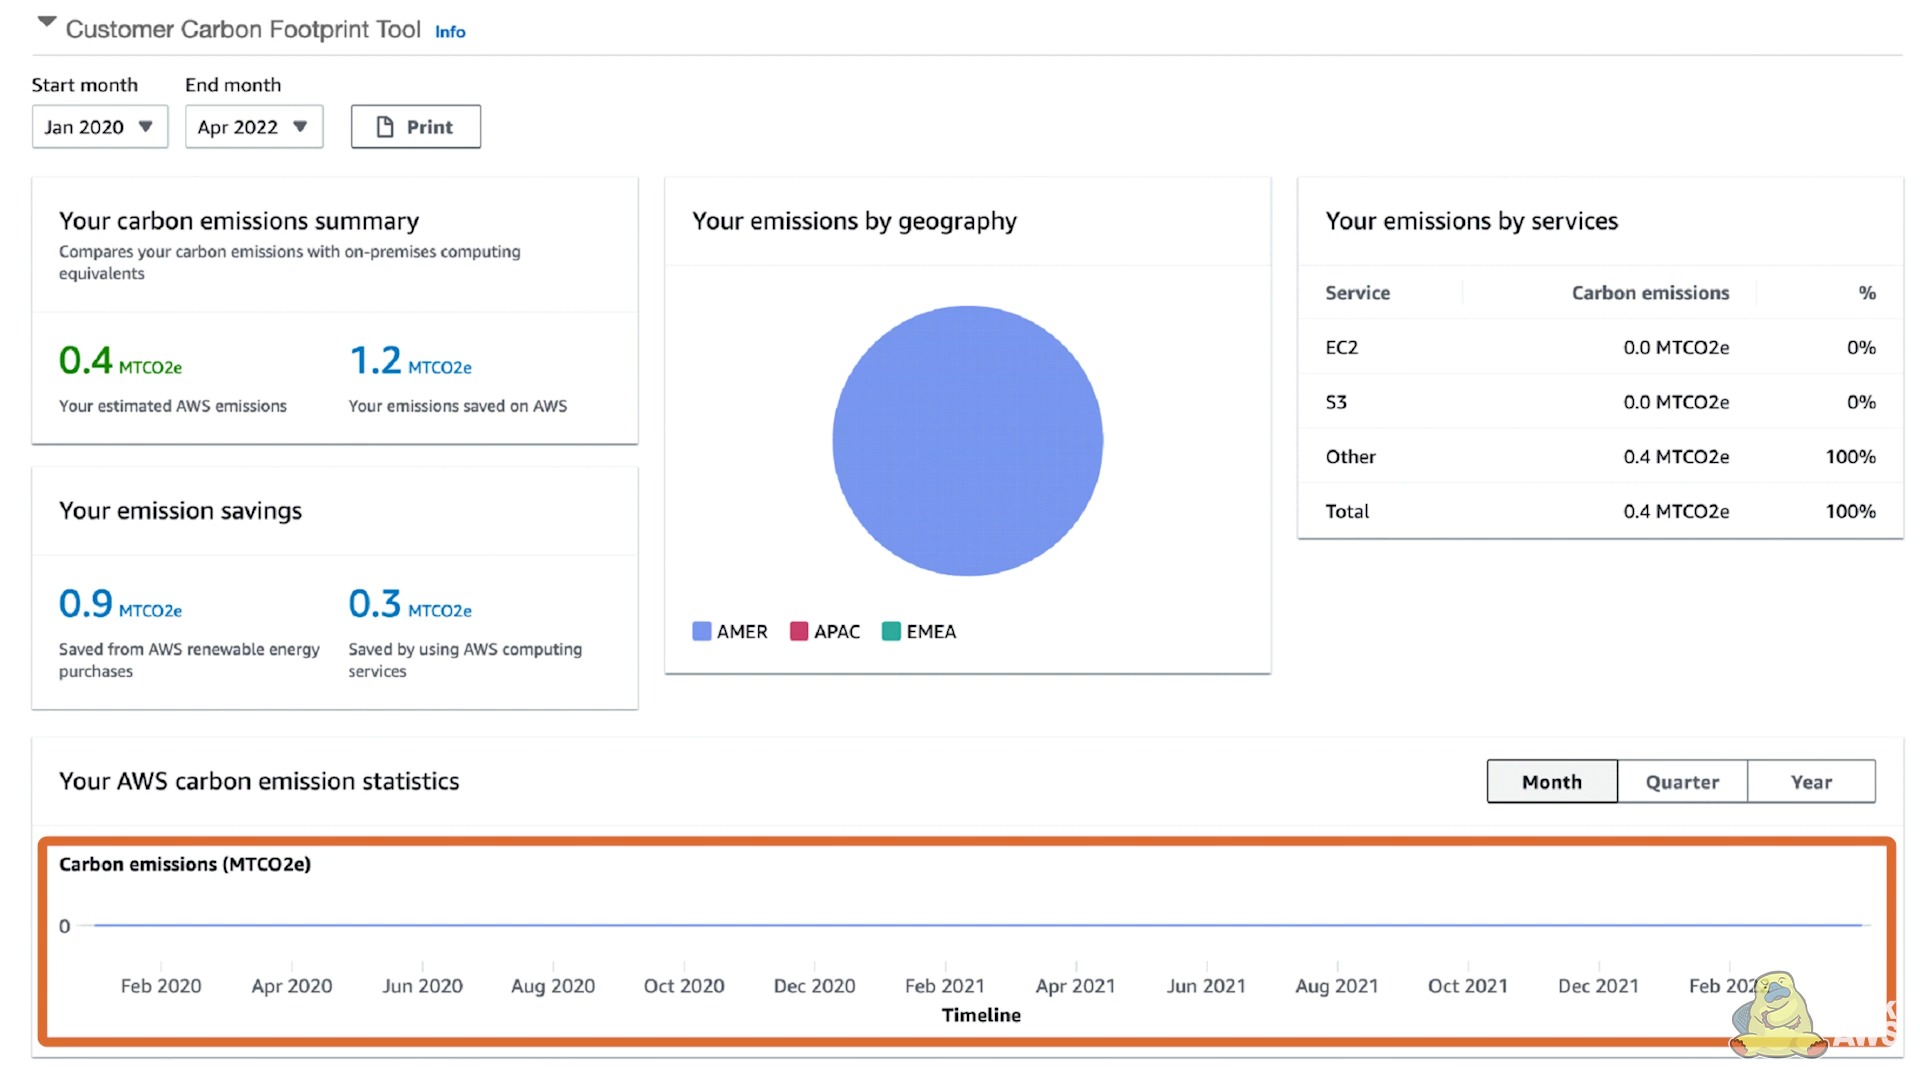 Customer Carbon Footprint Tool Info
Start month End month
Jan 2020 Apr 2022 Print
Your carbon emissions summary
Compares your carbon emissions with on-premises computing
equivalents
0.4 MTCO2e 1.2 MTCO2e
Your estimated AWS emissions Your emissions saved on AWS
Your emission savings
0.9 MTCO2e 0.3 MTCO2e
Saved from AWS renewable energy
purchases
Saved by using AWS computing
services
Your emissions by geography
AMER APAC EMEA
Your emissions by services
Service Carbon emissions %
EC2 0.0 MTCO2e 0%
S3 0.0 MTCO2e 0%
Other 0.4 MTCO2e 100%
Total 0.4 MTCO2e 100%
Your AWS carbon emission statistics
Month Quarter Year
Carbon emissions (MTCO2e)
0
Feb 2020 Apr 2020 Jun 2020 Aug 2020 Oct 2020 Dec 2020 Feb 2021 Apr 2021 Jun 2021 Aug 2021 Oct 2021 Dec 2021 Feb
Timeline